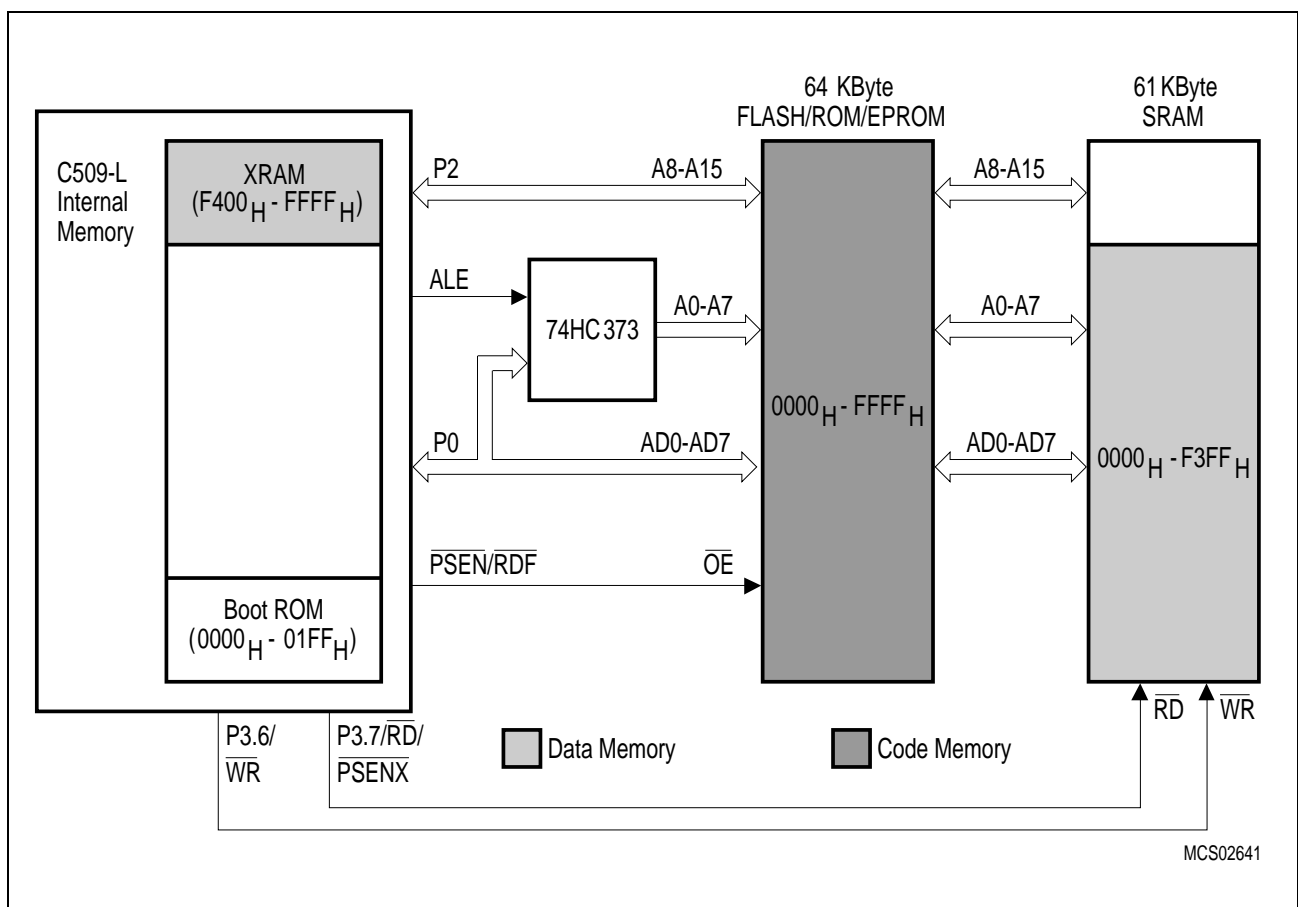 64 KByte
FLASH/ROM/EPROM
61 KByte
SRAM
C509-L
Internal
Memory
XRAM
(F400H - FFFFH)
P2
A8-A15
A8-A15
ALE
74HC373
A0-A7
A0-A7
0000H - FFFFH
P0
AD0-AD7
AD0-AD7
0000H - F3FFH
PSEN/RDF
OE
Boot ROM
(0000H - 01FFH)
RD
WR
P3.6/
WR
P3.7/RD/
PSENX
Data Memory
Code Memory
MCS02641